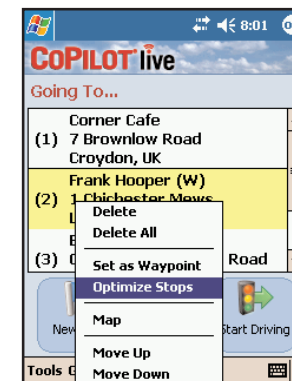 8:01
CoPILOT live
Going To...
Corner Cafe
(1) 7 Brownlow Road
Croydon, UK
Frank Hooper (W)
(2) 1 Chichester Mews
Delete
Delete All
(3) Road
Set as Waypoint
Optimize Stops
Map
New
Start Driving
Move Up
Tools
Move Down